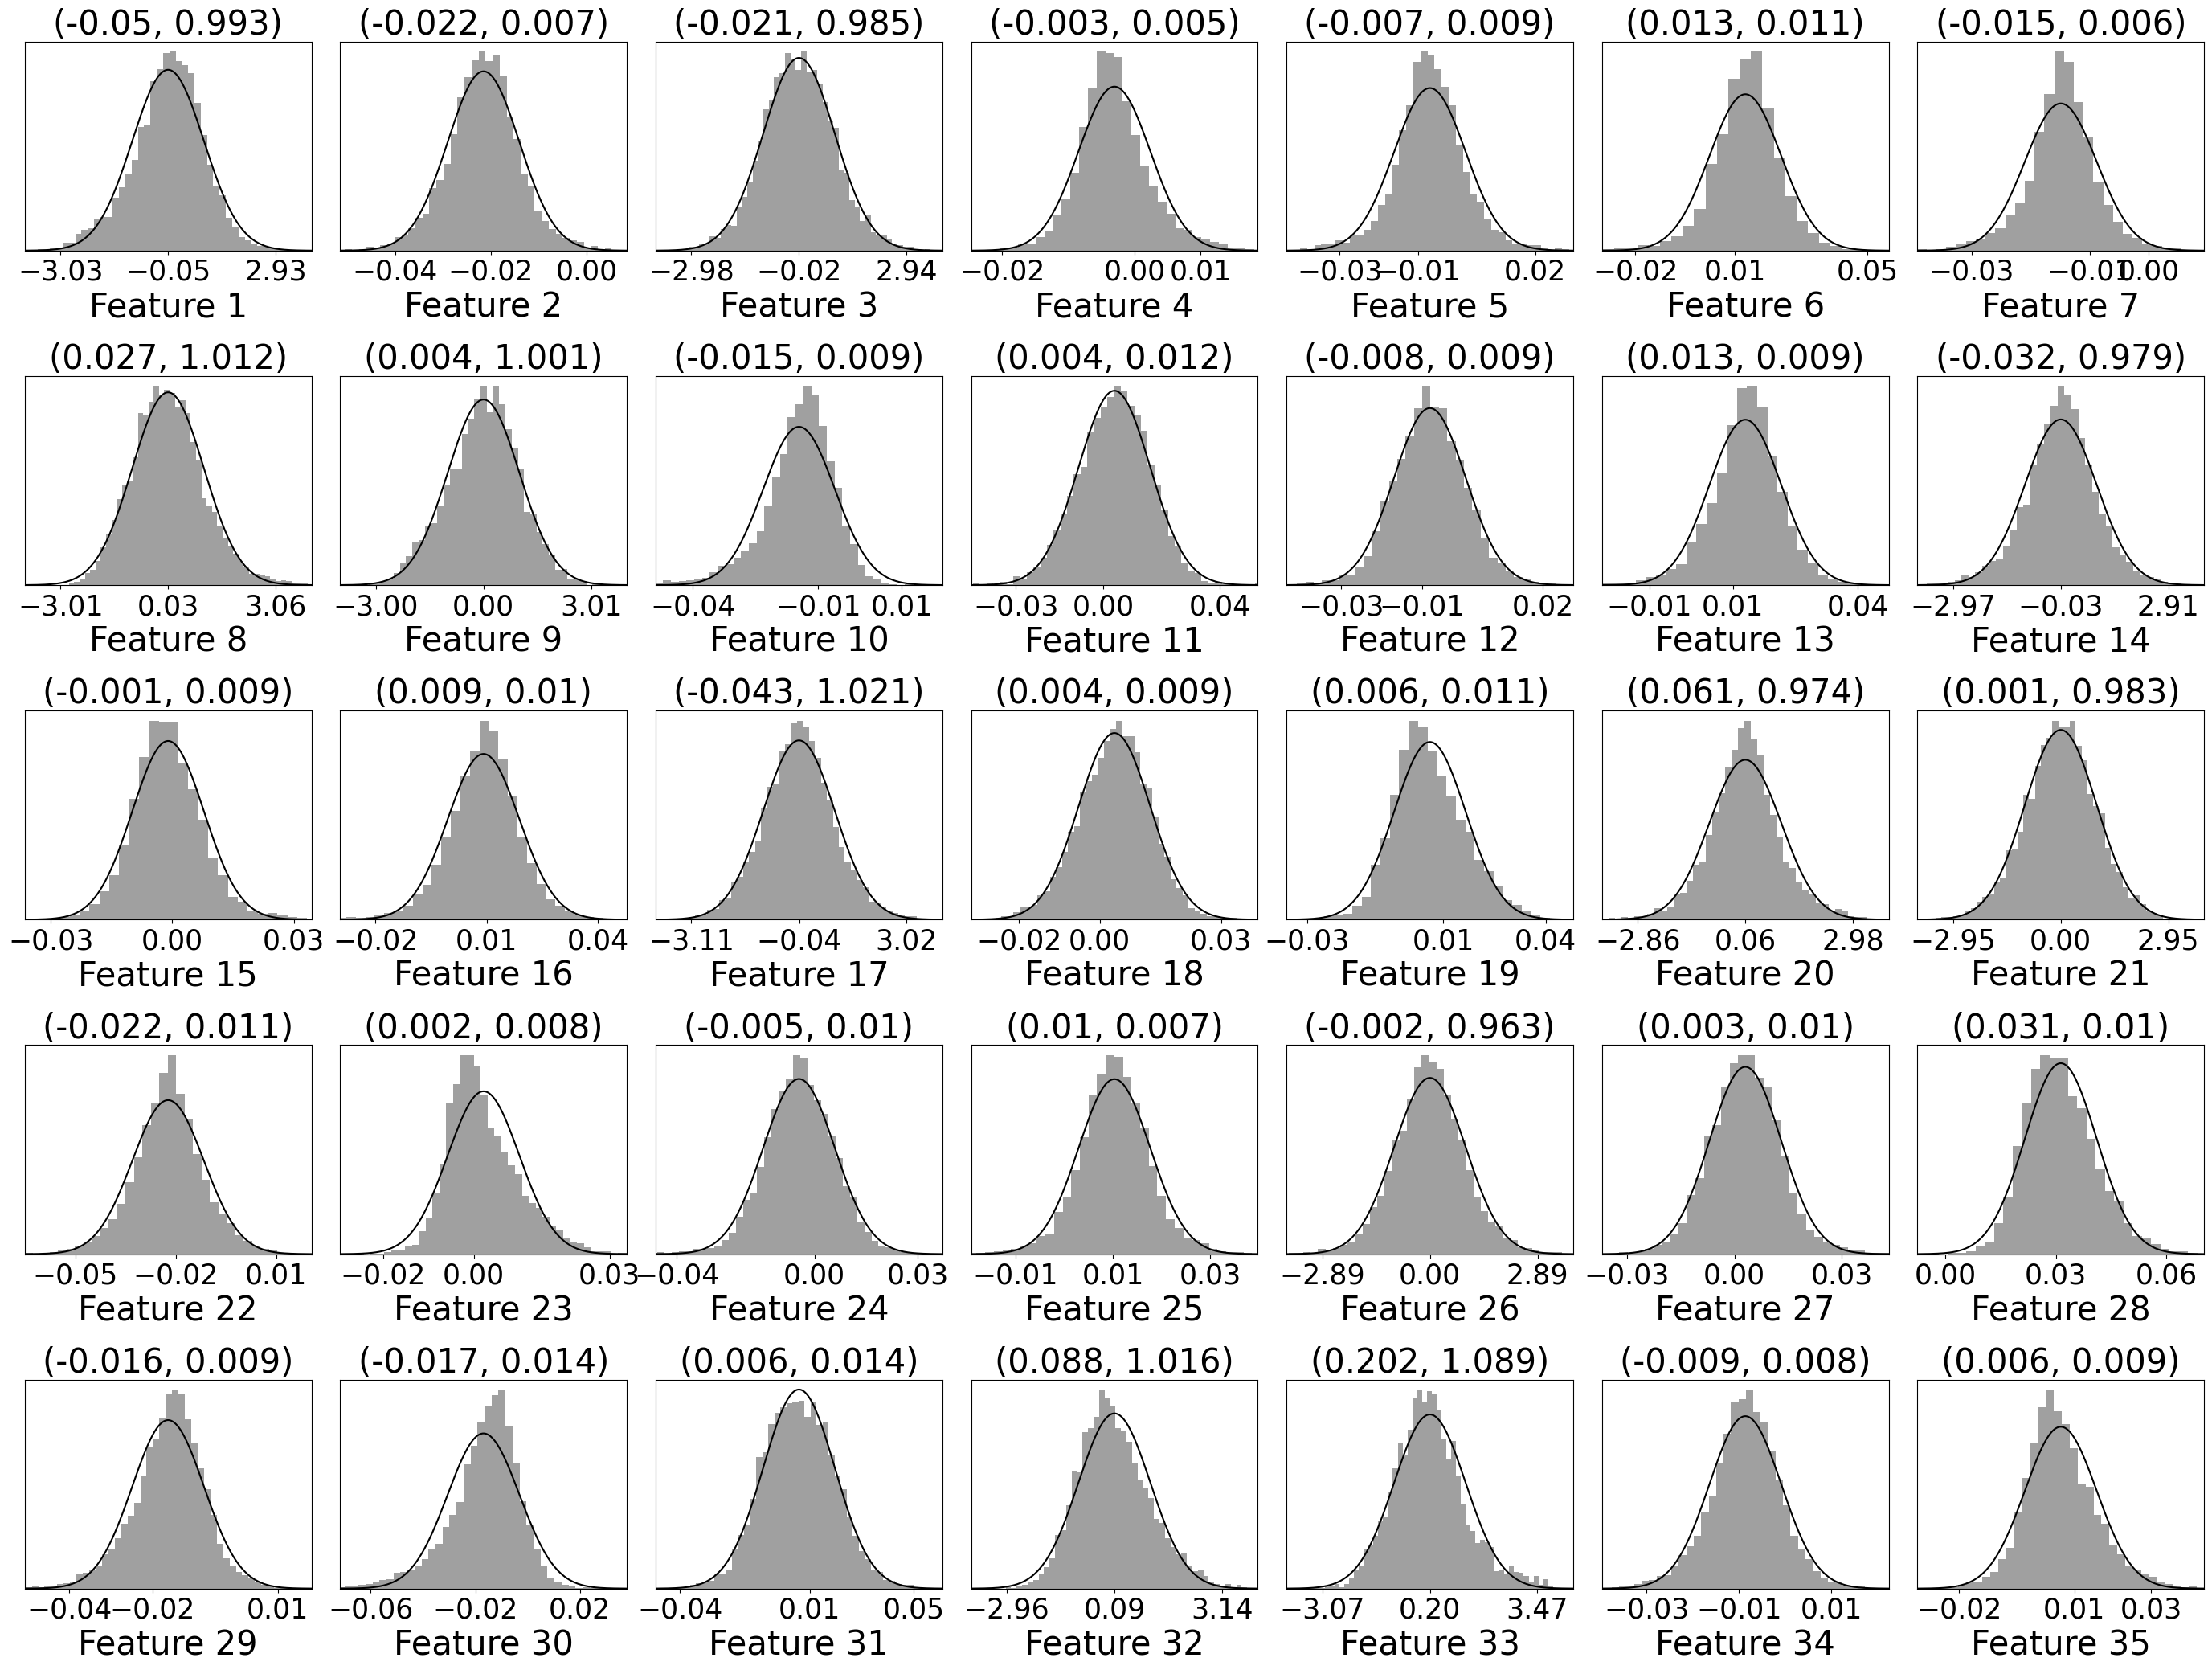 (-0.05, 0.993) (-0.022, 0.007) (-0.021, 0.985) (-0.003, 0.005) (-0.007, 0.009) (0.013, 0.011) (-0.015, 0.006)
−3.03 −0.05 2.93 −0.04 −0.02 0.00 −2.98 −0.02 2.94 −0.02 0.00 0.01 −0.03 −0.01 0.02 −0.02 0.01 0.05 −0.03 −0.01 0.00
Feature 1 Feature 2 Feature 3 Feature 4 Feature 5 Feature 6 Feature 7
(0.027, 1.012) (0.004, 1.001) (-0.015, 0.009) (0.004, 0.012) (-0.008, 0.009) (0.013, 0.009) (-0.032, 0.979)
−3.01 0.03 3.06 −3.00 0.00 3.01 −0.04 −0.01 0.01 −0.03 0.00 0.04 −0.03 −0.01 0.02 −0.01 0.01 0.04 −2.97 −0.03 2.91
Feature 8 Feature 9 Feature 10 Feature 11 Feature 12 Feature 13 Feature 14
(-0.001, 0.009) (0.009, 0.01) (-0.043, 1.021) (0.004, 0.009) (0.006, 0.011) (0.061, 0.974) (0.001, 0.983)
−0.03 0.00 0.03 −0.02 0.01 0.04 −3.11 −0.04 3.02 −0.02 0.00 0.03 −0.03 0.01 0.04 −2.86 0.06 2.98 −2.95 0.00 2.95
Feature 15 Feature 16 Feature 17 Feature 18 Feature 19 Feature 20 Feature 21
(-0.022, 0.011) (0.002, 0.008) (-0.005, 0.01) (0.01, 0.007) (-0.002, 0.963) (0.003, 0.01) (0.031, 0.01)
−0.05 −0.02 0.01 −0.02 0.00 0.03 −0.04 0.00 0.03 −0.01 0.01 0.03 −2.89 0.00 2.89 −0.03 0.00 0.03 0.00 0.03 0.06
Feature 22 Feature 23 Feature 24 Feature 25 Feature 26 Feature 27 Feature 28
(-0.016, 0.009) (-0.017, 0.014) (0.006, 0.014) (0.088, 1.016) (0.202, 1.089) (-0.009, 0.008) (0.006, 0.009)
−0.04 −0.02 0.01 −0.06 −0.02 0.02 −0.04 0.01 0.05 −2.96 0.09 3.14 −3.07 0.20 3.47 −0.03 −0.01 0.01 −0.02 0.01 0.03
Feature 29 Feature 30 Feature 31 Feature 32 Feature 33 Feature 34 Feature 35